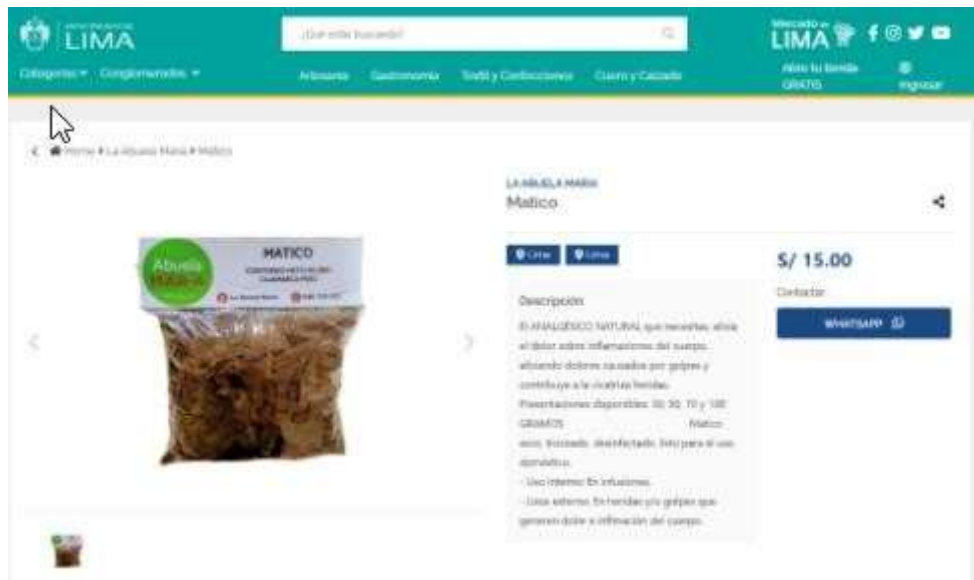 LIMA
¿Qué estás buscando?
Mercado
LIMA
Categorías
Conglomerados
Artesanía
Gastronomía
Textil y Confecciones
Cuero y Calzado
Abre tu tienda
GRATIS
Ingresar
Home La Abuela María Matico
LA ABUELA MARIA
Matico
Abuela
MARIA
MATICO
Lima
Lima
S/ 15.00
Contactar
WHATSAPP
Descripción
El ANALGÉSICO NATURAL que necesitas, alivia
el dolor sobre inflamaciones del cuerpo,
aliviando dolores causados por golpes y
contribuye a la cicatriza heridas.
Presentaciones disponibles: 30, 50, 70 y 100
GRAMOS Matico
seco, trozado, desinfectado, listo para el uso
doméstico.
- Uso interno: En infusiones.
- Usos externo: En heridas y/o golpes que
generen dolor e inflamación del cuerpo.